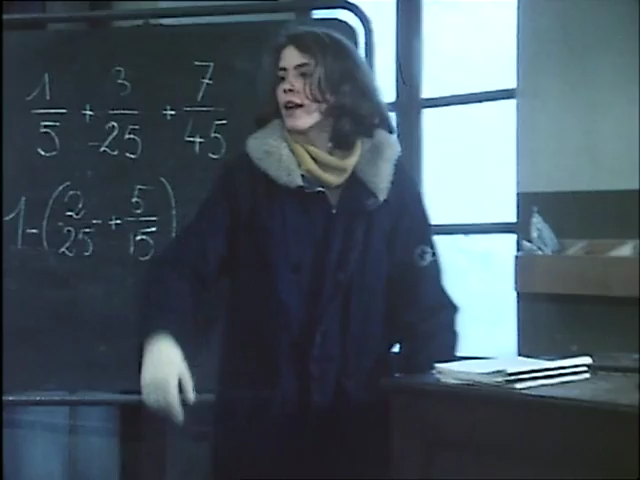 1/5 + 3/25 + 7/45
1-(2/25 + 5/15)